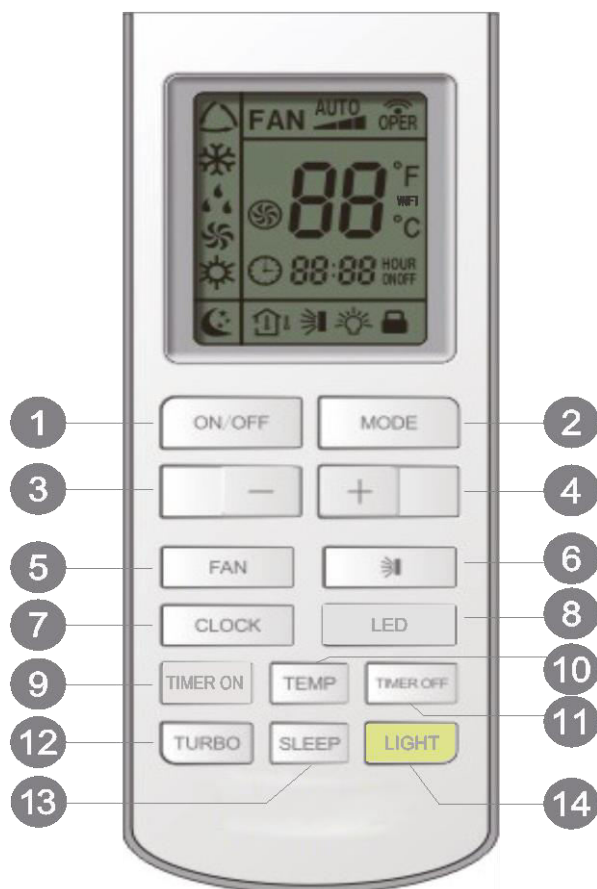 AUTO
FAN OPER
88 °F
WIFI
°C
88:88 HOUR
ON OFF
1 ON/OFF MODE 2
3 − + 4
5 FAN 6
7 CLOCK LED 8
9 TIMER ON TEMP TIMER OFF 10
11
12 TURBO SLEEP LIGHT
13 14